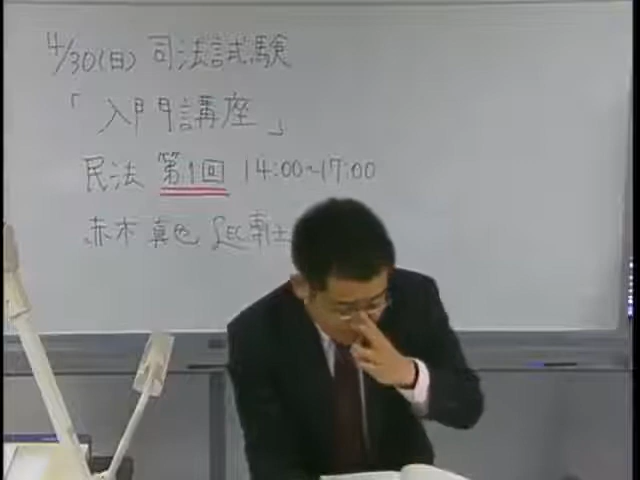 4/30(日) 司法試験
「入門講座」
民法 第1回 14:00~17:00
赤木 真也 LEC専士